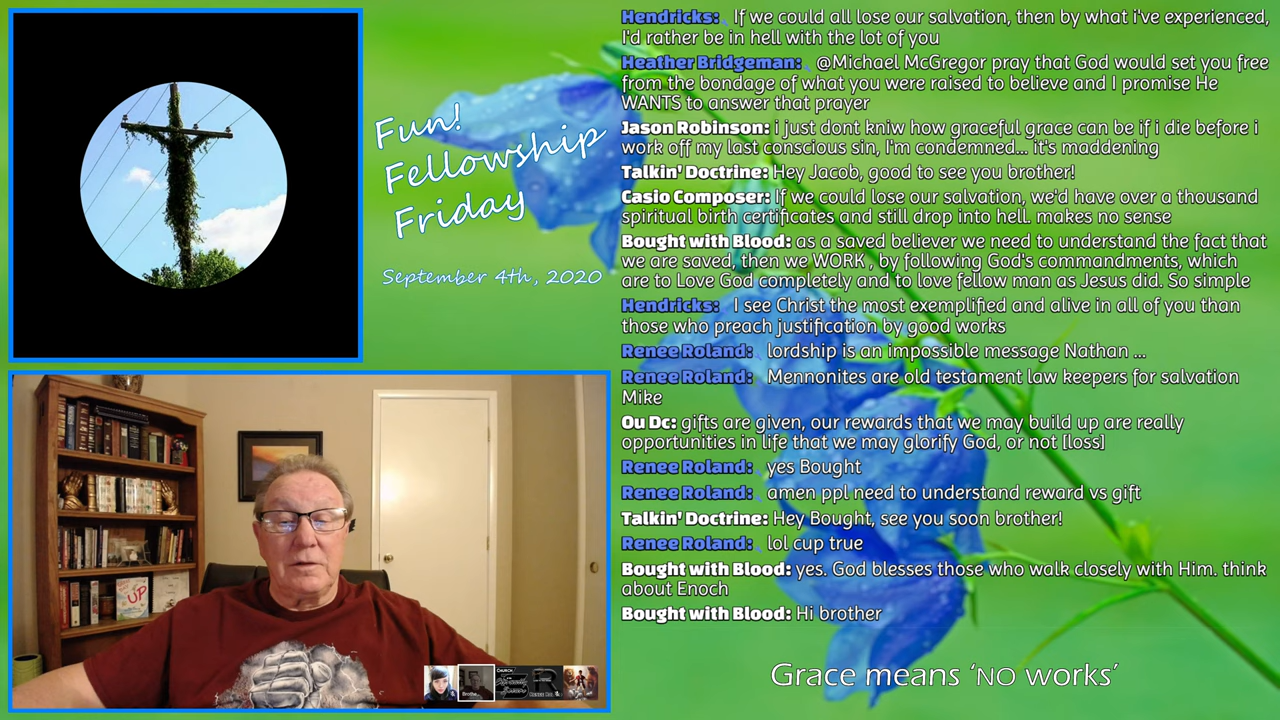 Fun!
Fellowship
Friday
September 4th, 2020
Hendricks: If we could all lose our salvation, then by what i've experienced,
I'd rather be in hell with the lot of you
Heather Bridgeman: @Michael McGregor pray that God would set you free
from the bondage of what you were raised to believe and I promise He
WANTS to answer that prayer
Jason Robinson: i just dont kniw how graceful grace can be if i die before i
work off my last conscious sin, I'm condemned... it's maddening
Talkin' Doctrine: Hey Jacob, good to see you brother!
Casio Composer: If we could lose our salvation, we'd have over a thousand
spiritual birth certificates and still drop into hell. makes no sense
Bought with Blood: as a saved believer we need to understand the fact that
we are saved, then we WORK , by following God's commandments, which
are to Love God completely and to love fellow man as Jesus did. So simple
Hendricks: I see Christ the most exemplified and alive in all of you than
those who preach justification by good works
Renee Roland: lordship is an impossible message Nathan ...
Renee Roland: Mennonites are old testament law keepers for salvation
Mike
Ou Dc: gifts are given, our rewards that we may build up are really
opportunities in life that we may glorify God, or not [loss]
Renee Roland: yes Bought
Renee Roland: amen ppl need to understand reward vs gift
Talkin' Doctrine: Hey Bought, see you soon brother!
Renee Roland: lol cup true
Bought with Blood: yes. God blesses those who walk closely with Him. think
about Enoch
Bought with Blood: Hi brother
Grace means 'NO works'
UP
Brothe...
CHURCH